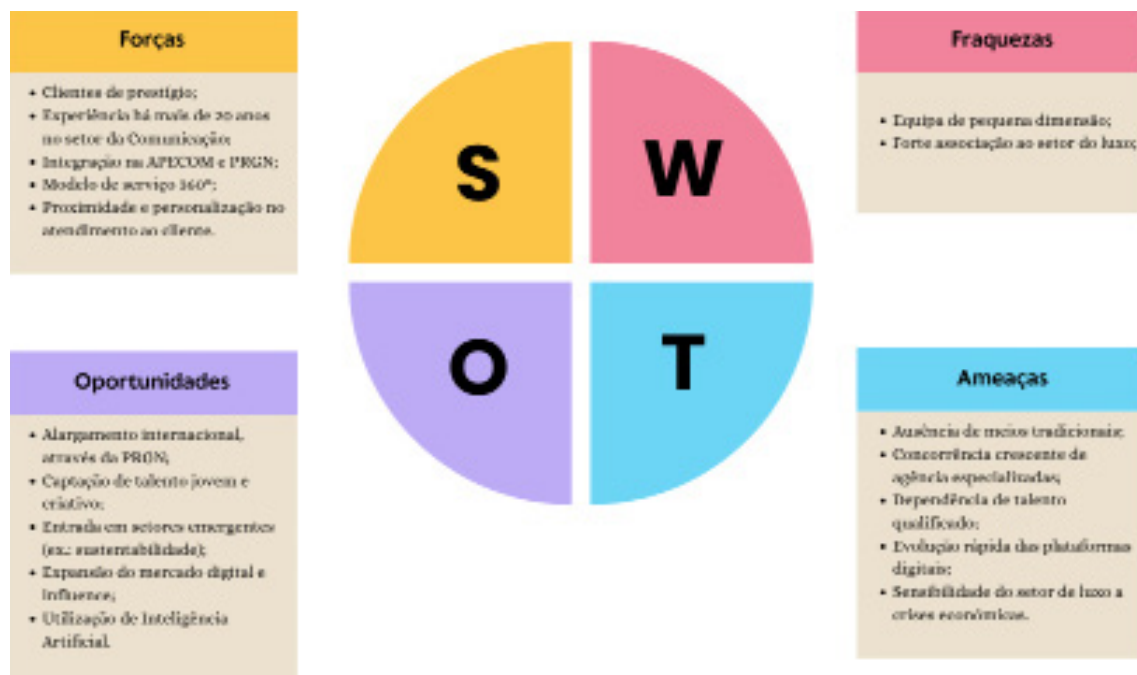 Forças
• Clientes de prestígio;
• Experiência há mais de 20 anos
no setor da Comunicação;
• Integração na APECOM e PRGN;
• Modelo de serviço 360º;
• Proximidade e personalização no
atendimento ao cliente.
S
W
O
T
Fraquezas
• Equipa de pequena dimensão;
• Forte associação ao setor do luxo;
Oportunidades
• Alargamento internacional,
através da PRGN;
• Captação de talento jovem e
criativo;
• Entrada em setores emergentes
(ex.: sustentabilidade);
• Expansão do mercado digital e
influence;
• Utilização de Inteligência
Artificial.
Ameaças
• Ausência de meios tradicionais;
• Concorrência crescente de
agência especializadas;
• Dependência de talento
qualificado;
• Evolução rápida das plataformas
digitais;
• Sensibilidade do setor de luxo a
crises económicas.